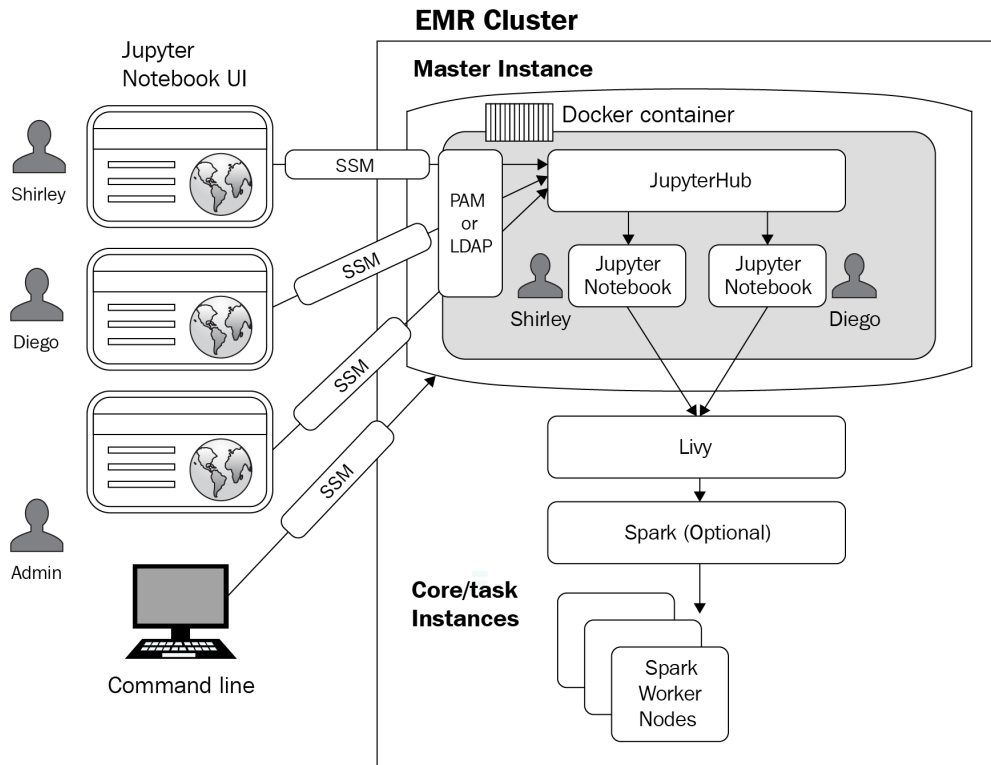 EMR Cluster
Jupyter
Notebook UI
Master Instance
Docker container
Shirley
SSM
PAM
or
LDAP
JupyterHub
Diego
SSM
Jupyter
Notebook
Jupyter
Notebook
Shirley
Diego
SSM
Livy
SSM
Spark (Optional)
Admin
Core/task
Instances
Command line
Spark
Worker
Nodes